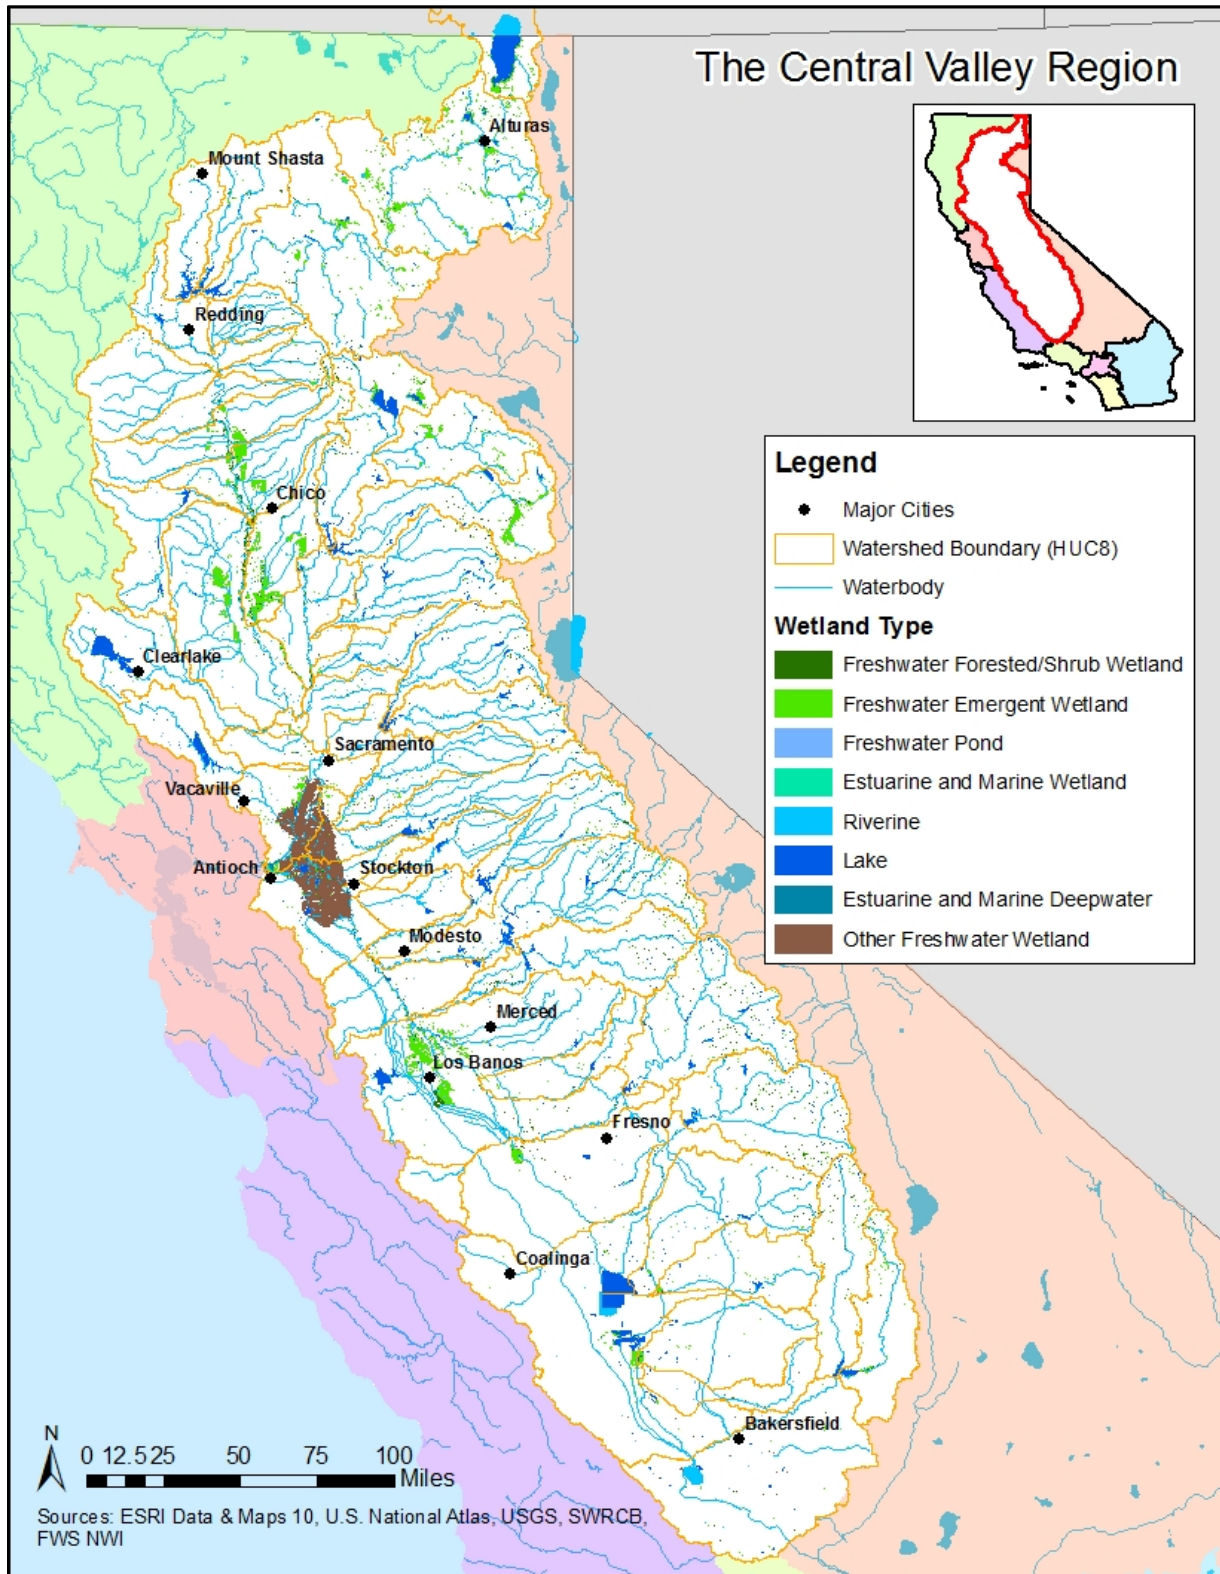 The Central Valley Region
Alturas
Mount Shasta
Redding
Chico
Clearlake
Sacramento
Vacaville
Antioch
Stockton
Modesto
Merced
Los Banos
Fresno
Coalinga
Bakersfield
Legend
Major Cities
Watershed Boundary (HUC8)
Waterbody
Wetland Type
Freshwater Forested/Shrub Wetland
Freshwater Emergent Wetland
Freshwater Pond
Estuarine and Marine Wetland
Riverine
Lake
Estuarine and Marine Deepwater
Other Freshwater Wetland
N
0 12.5 25 50 75 100
Miles
Sources: ESRI Data & Maps 10, U.S. National Atlas, USGS, SWRCB,
FWS NWI